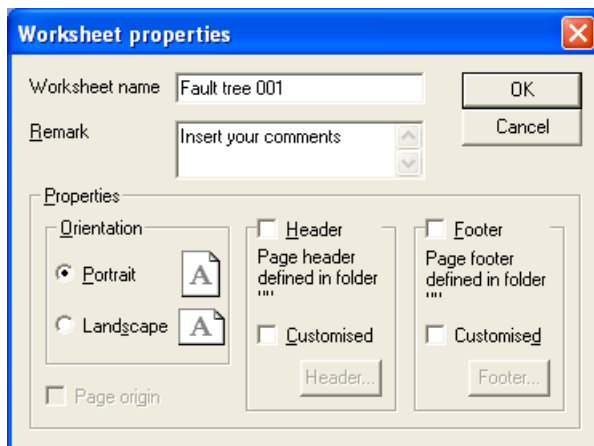 Worksheet properties
Worksheet name
Fault tree 001
OK
Remark
Insert your comments
Cancel
Properties
Orientation
Portrait
A
Landscape
A
Page origin
Header
Page header
defined in folder
""
Customised
Header...
Footer
Page footer
defined in folder
""
Customised
Footer...